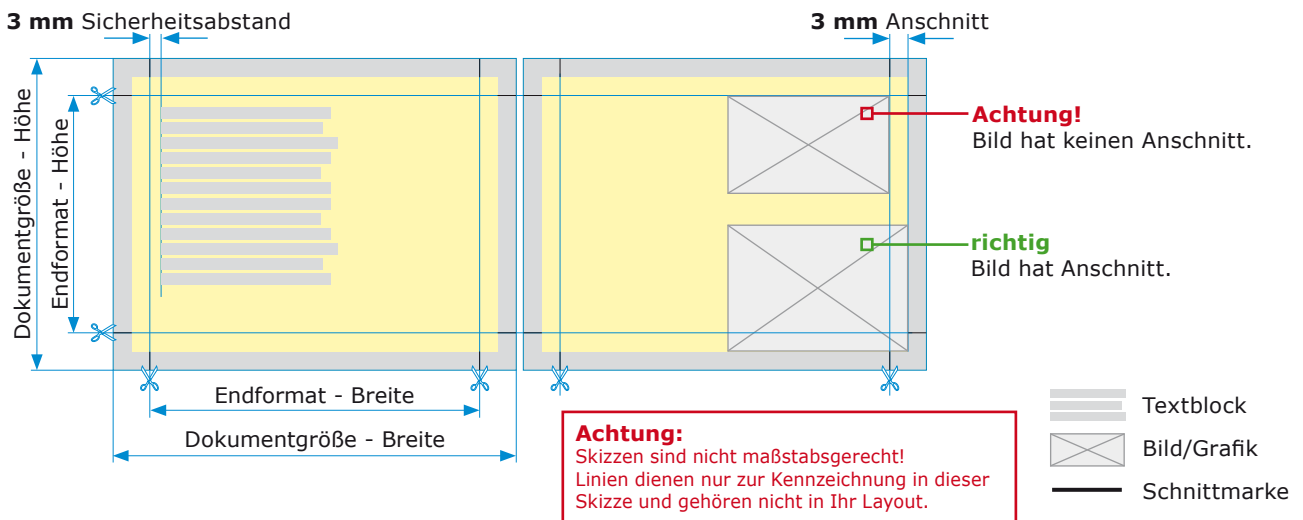 3 mm Sicherheitsabstand
3 mm Anschnitt
Dokumentgröße - Höhe
Endformat - Höhe
Achtung!
Bild hat keinen Anschnitt.
richtig
Bild hat Anschnitt.
Endformat - Breite
Dokumentgröße - Breite
Achtung:
Skizzen sind nicht maßstabsgerecht!
Linien dienen nur zur Kennzeichnung in dieser
Skizze und gehören nicht in Ihr Layout.
Textblock
Bild/Grafik
Schnittmarke